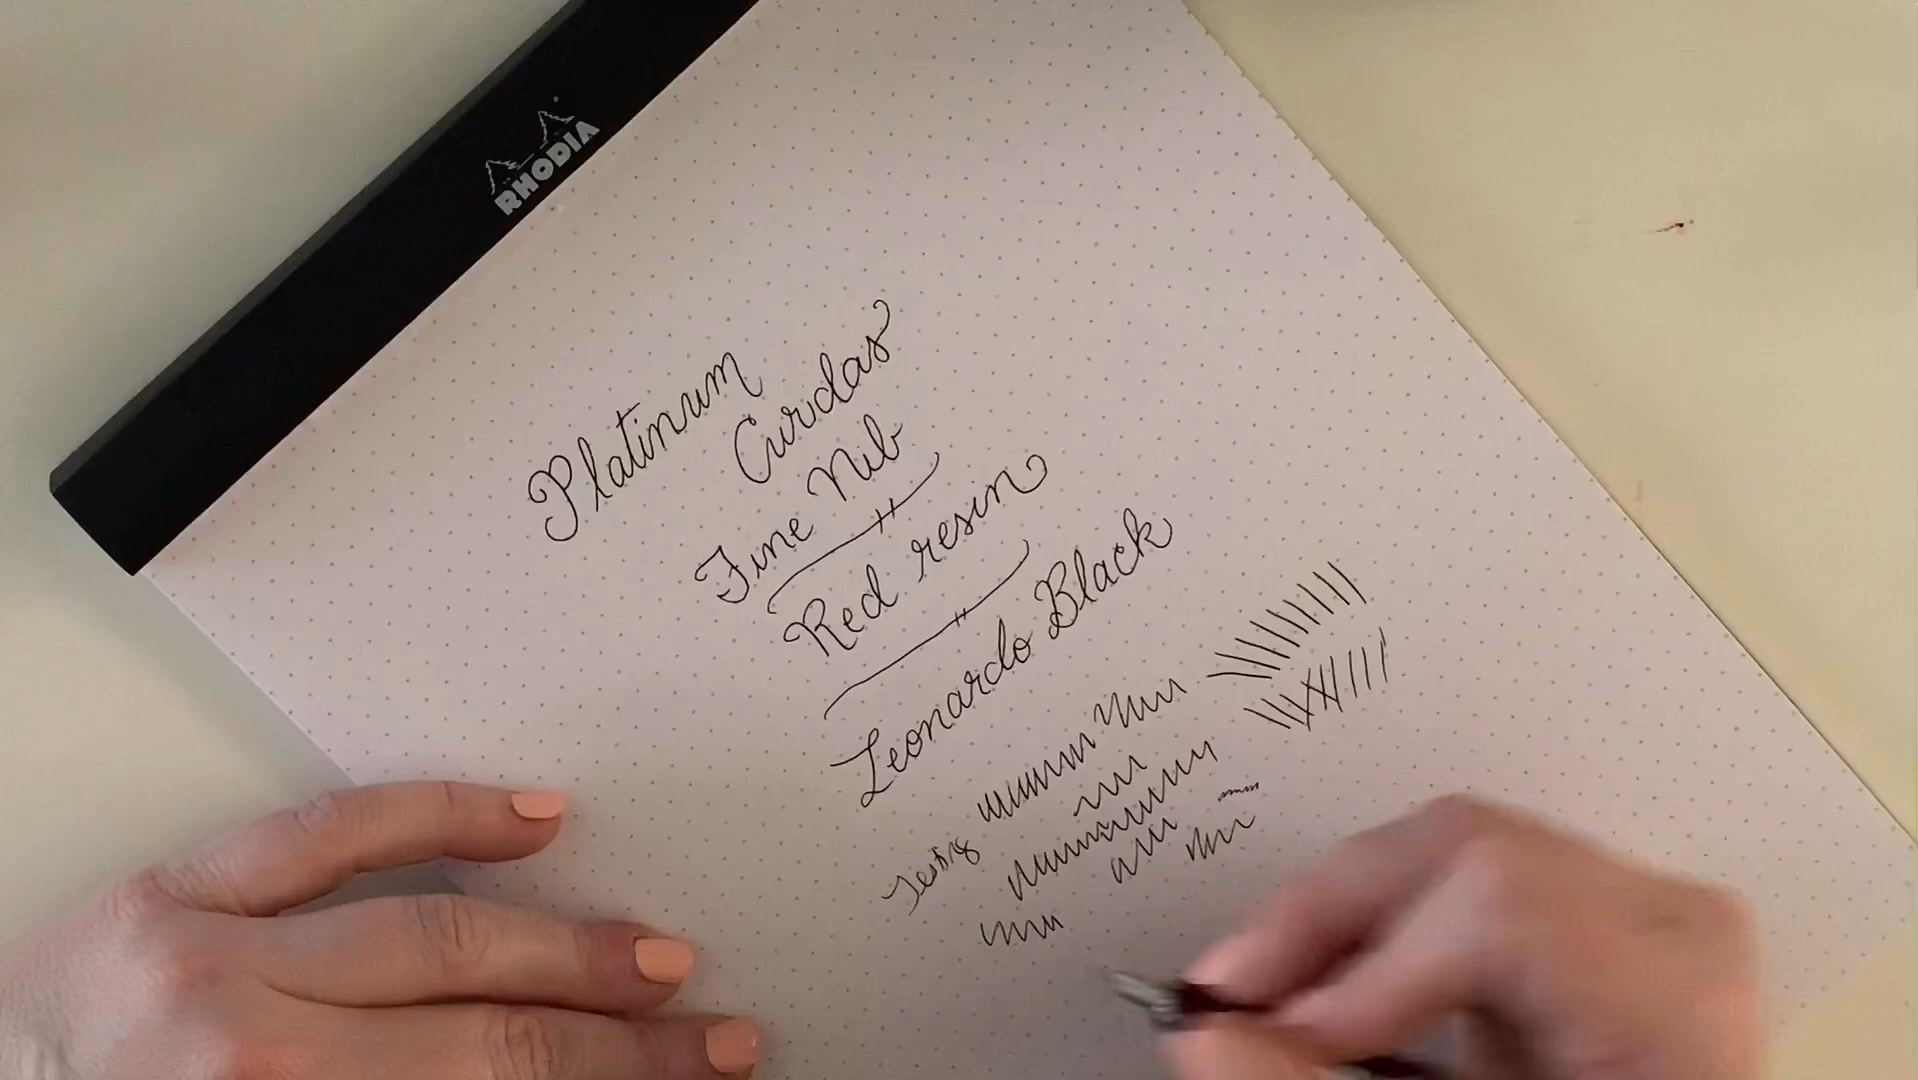 RHODIA
Platinum
Curidas
Fine Nib
Red resin
Leonardo Black
Testing